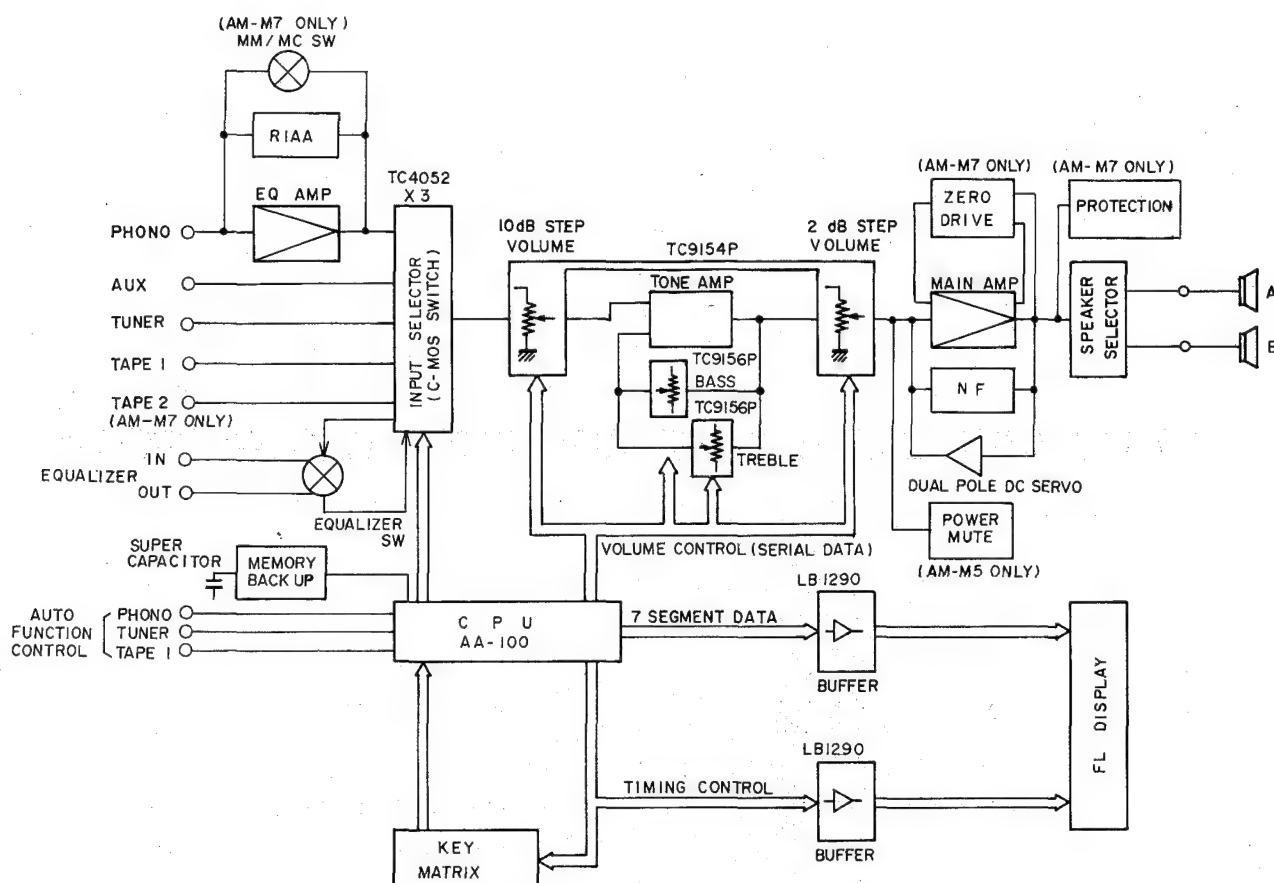 (AM-M7 ONLY)
MM/MC SW
RIAA
EQ AMP
PHONO
AUX
TUNER
TAPE 1
TAPE 2
(AM-M7 ONLY)
EQUALIZER
IN
OUT
EQUALIZER
SW
TC4052
X3
INPUT SELECTOR
(C-MOS SWITCH)
10dB STEP
VOLUME
TC9154P
2 dB STEP
VOLUME
TONE AMP
TC9156P
BASS
TC9156P
TREBLE
(AM-M7 ONLY)
ZERO
DRIVE
MAIN AMP
NF
DUAL POLE DC SERVO
POWER
MUTE
(AM-M5 ONLY)
(AM-M7 ONLY)
PROTECTION
SPEAKER
SELECTOR
A
B
VOLUME CONTROL (SERIAL DATA)
SUPER
CAPACITOR
MEMORY
BACK UP
AUTO
FUNCTION
CONTROL
PHONO
TUNER
TAPE 1
CPU
AA-100
7 SEGMENT DATA
LB1290
BUFFER
TIMING CONTROL
LB1290
BUFFER
FL DISPLAY
KEY
MATRIX